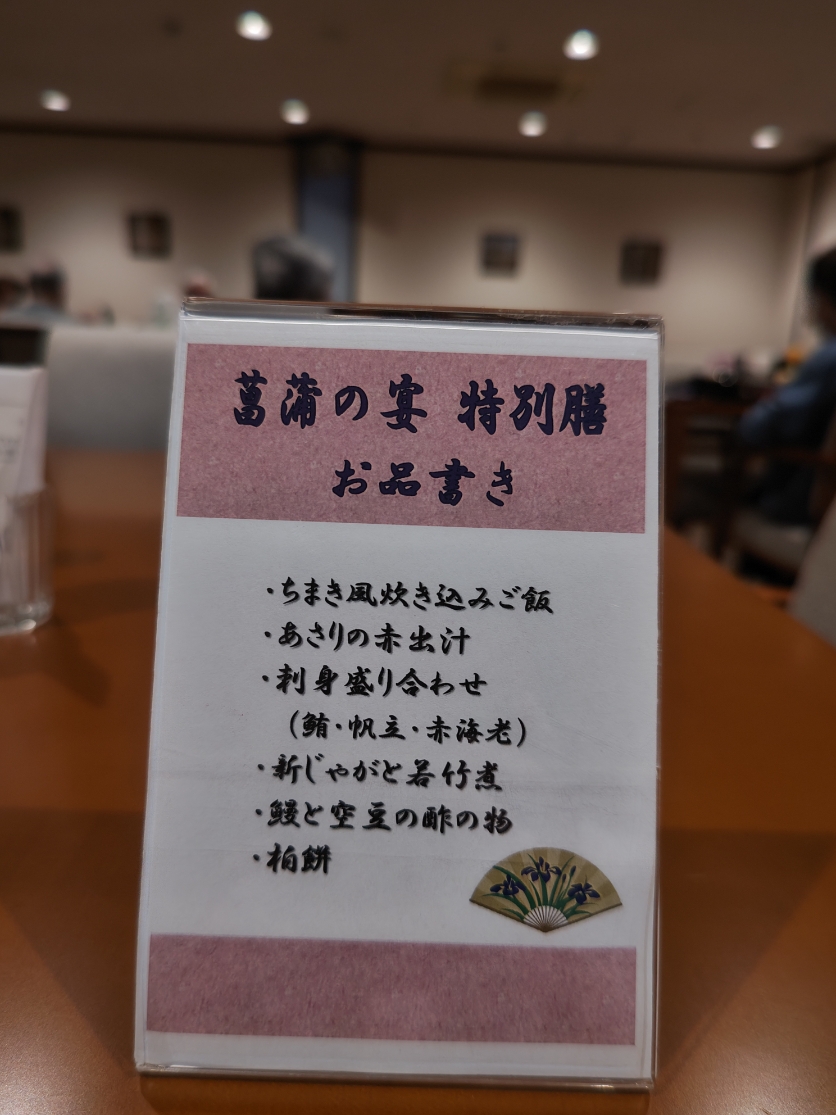 菖蒲の宴 特別膳
お品書き
・ちまき風炊き込みご飯
・あさりの赤出汁
・刺身盛り合わせ
(鮪・帆立・赤海老)
・新じゃがと若竹煮
・鰻と空豆の酢の物
・柏餅